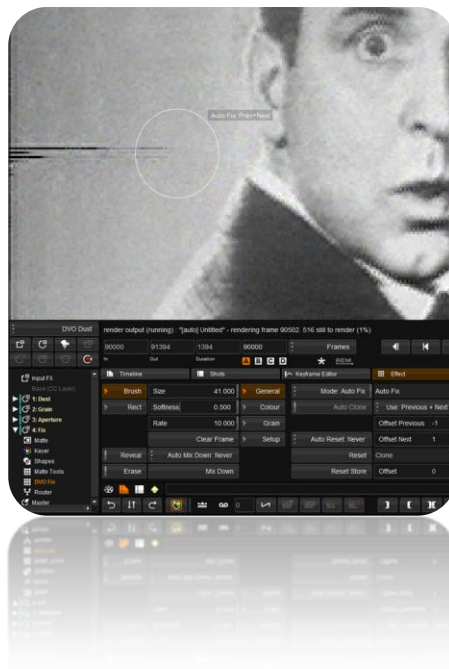 Auto Fix: Prev+Next
DVO Dust
render output (running) : "[auto] Untitled" - rendering frame 90502. 516 still to render (1%)
90000 91394 1394 90000 Frames
In Out Duration A B C D REM
Input FX
Timeline Shots Keyframe Editor Effect
Base (CC Layer)
1: Dust
2: Grain
3: Aperture
4: Fix
Matte
Keyer
Shapes
Matte Tools
DVO Fix
Router
Master
Brush Size 41.000 General Mode: Auto Fix Auto Fix
Rect Softness 0.500 Colour Auto Clone Use: Previous + Next
Rate 10.000 Grain Offset Previous -1
Clear Frame Setup Auto Reset: Never Offset Next 1
Reveal Auto Mix Down: Never Reset Clone
Erase Mix Down Reset Store Offset 0
0